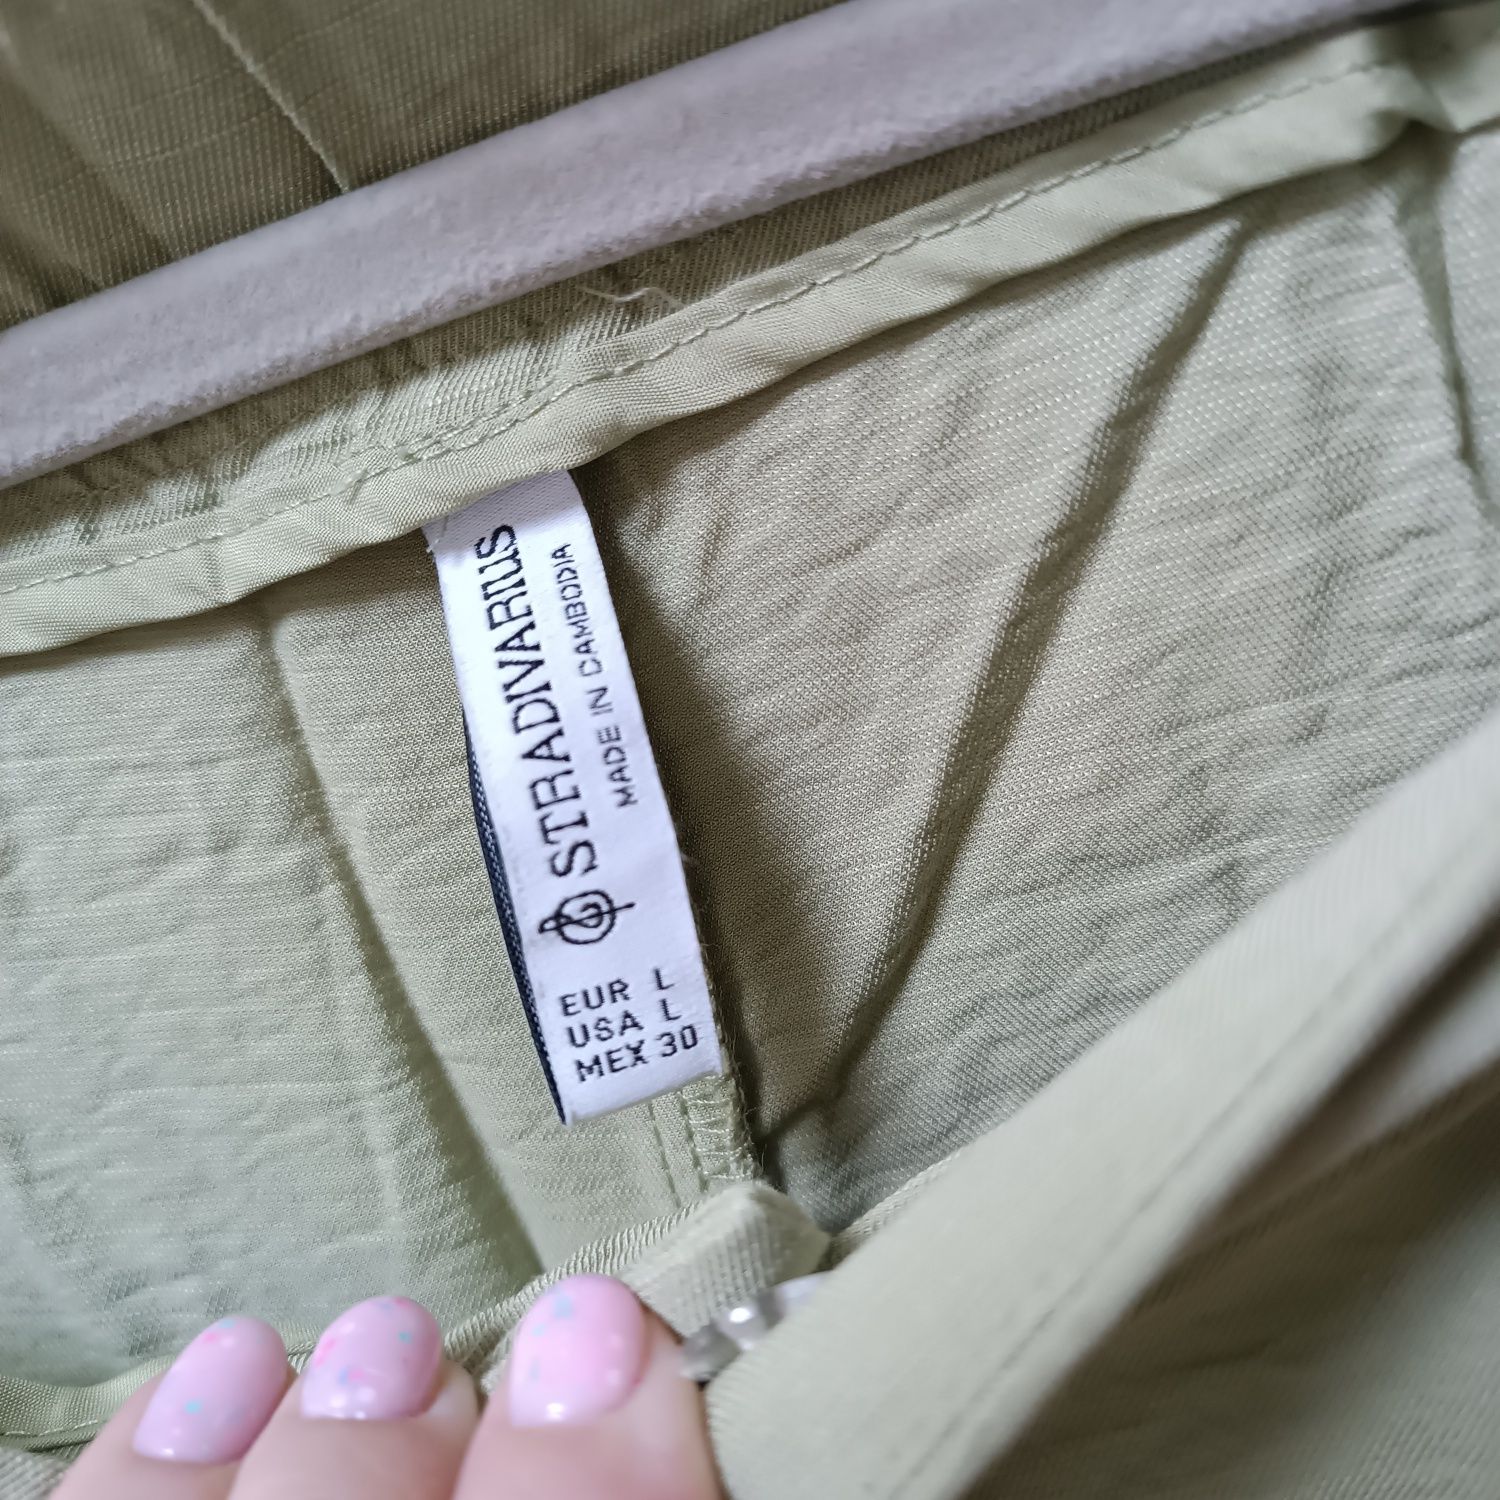 STRADIVARIUS
MADE IN CAMBODIA
EUR L
USA L
MEX 30